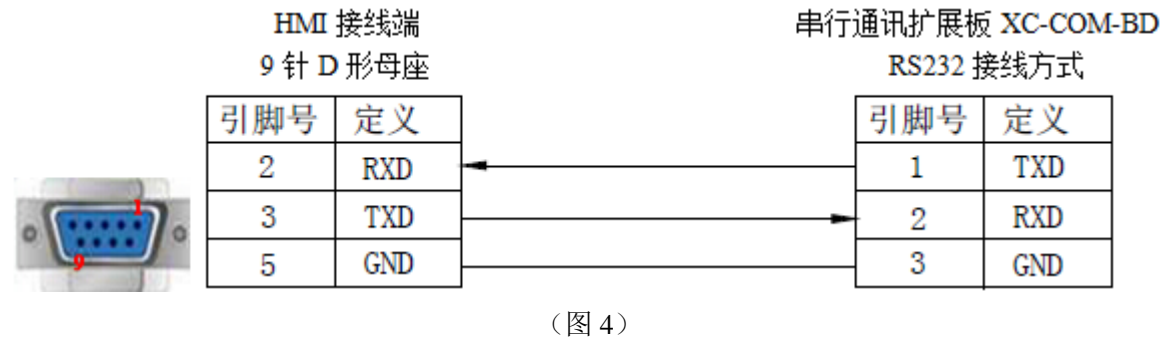 HMI 接线端
9 针 D 形母座
串行通讯扩展板 XC-COM-BD
RS232 接线方式
引脚号 定义
2 RXD
3 TXD
5 GND
引脚号 定义
1 TXD
2 RXD
3 GND
1
9
（图 4）